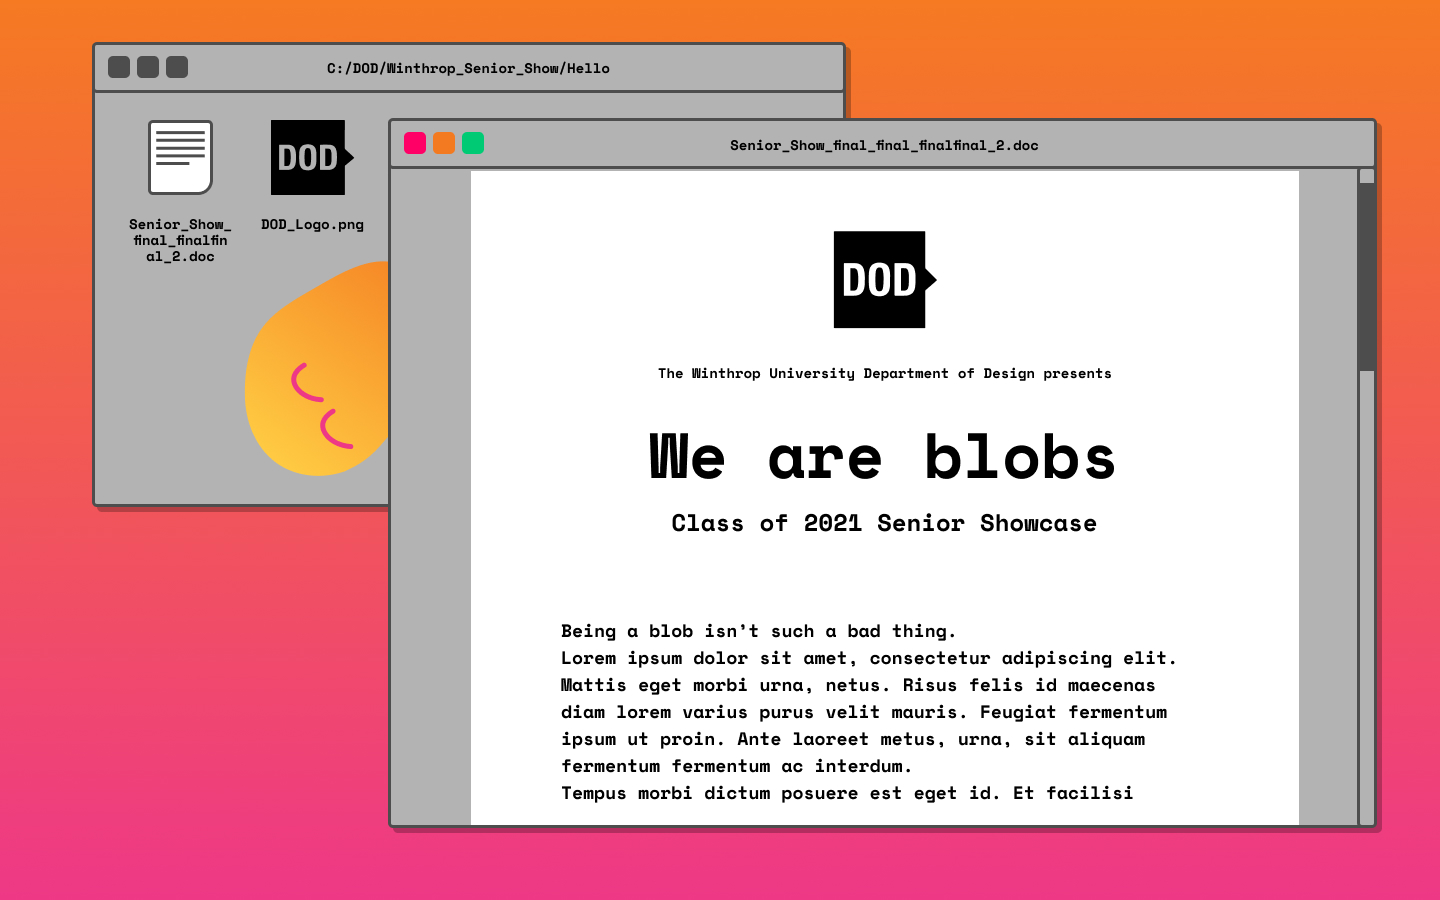 C:/DOD/Winthrop_Senior_Show/Hello
DOD
Senior_Show_
final_finalfin
al_2.doc
DOD_Logo.png
Senior_Show_final_final_finalfinal_2.doc
DOD
The Winthrop University Department of Design presents
We are blobs
Class of 2021 Senior Showcase
Being a blob isn’t such a bad thing.
Lorem ipsum dolor sit amet, consectetur adipiscing elit.
Mattis eget morbi urna, netus. Risus felis id maecenas
diam lorem varius purus velit mauris. Feugiat fermentum
ipsum ut proin. Ante laoreet metus, urna, sit aliquam
fermentum fermentum ac interdum.
Tempus morbi dictum posuere est eget id. Et facilisi